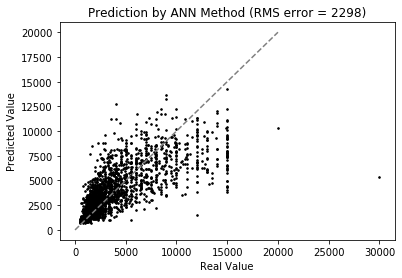 Prediction by ANN Method (RMS error = 2298)
20000
17500
15000
12500
10000
7500
5000
2500
0
Predicted Value
0 5000 10000 15000 20000 25000 30000
Real Value